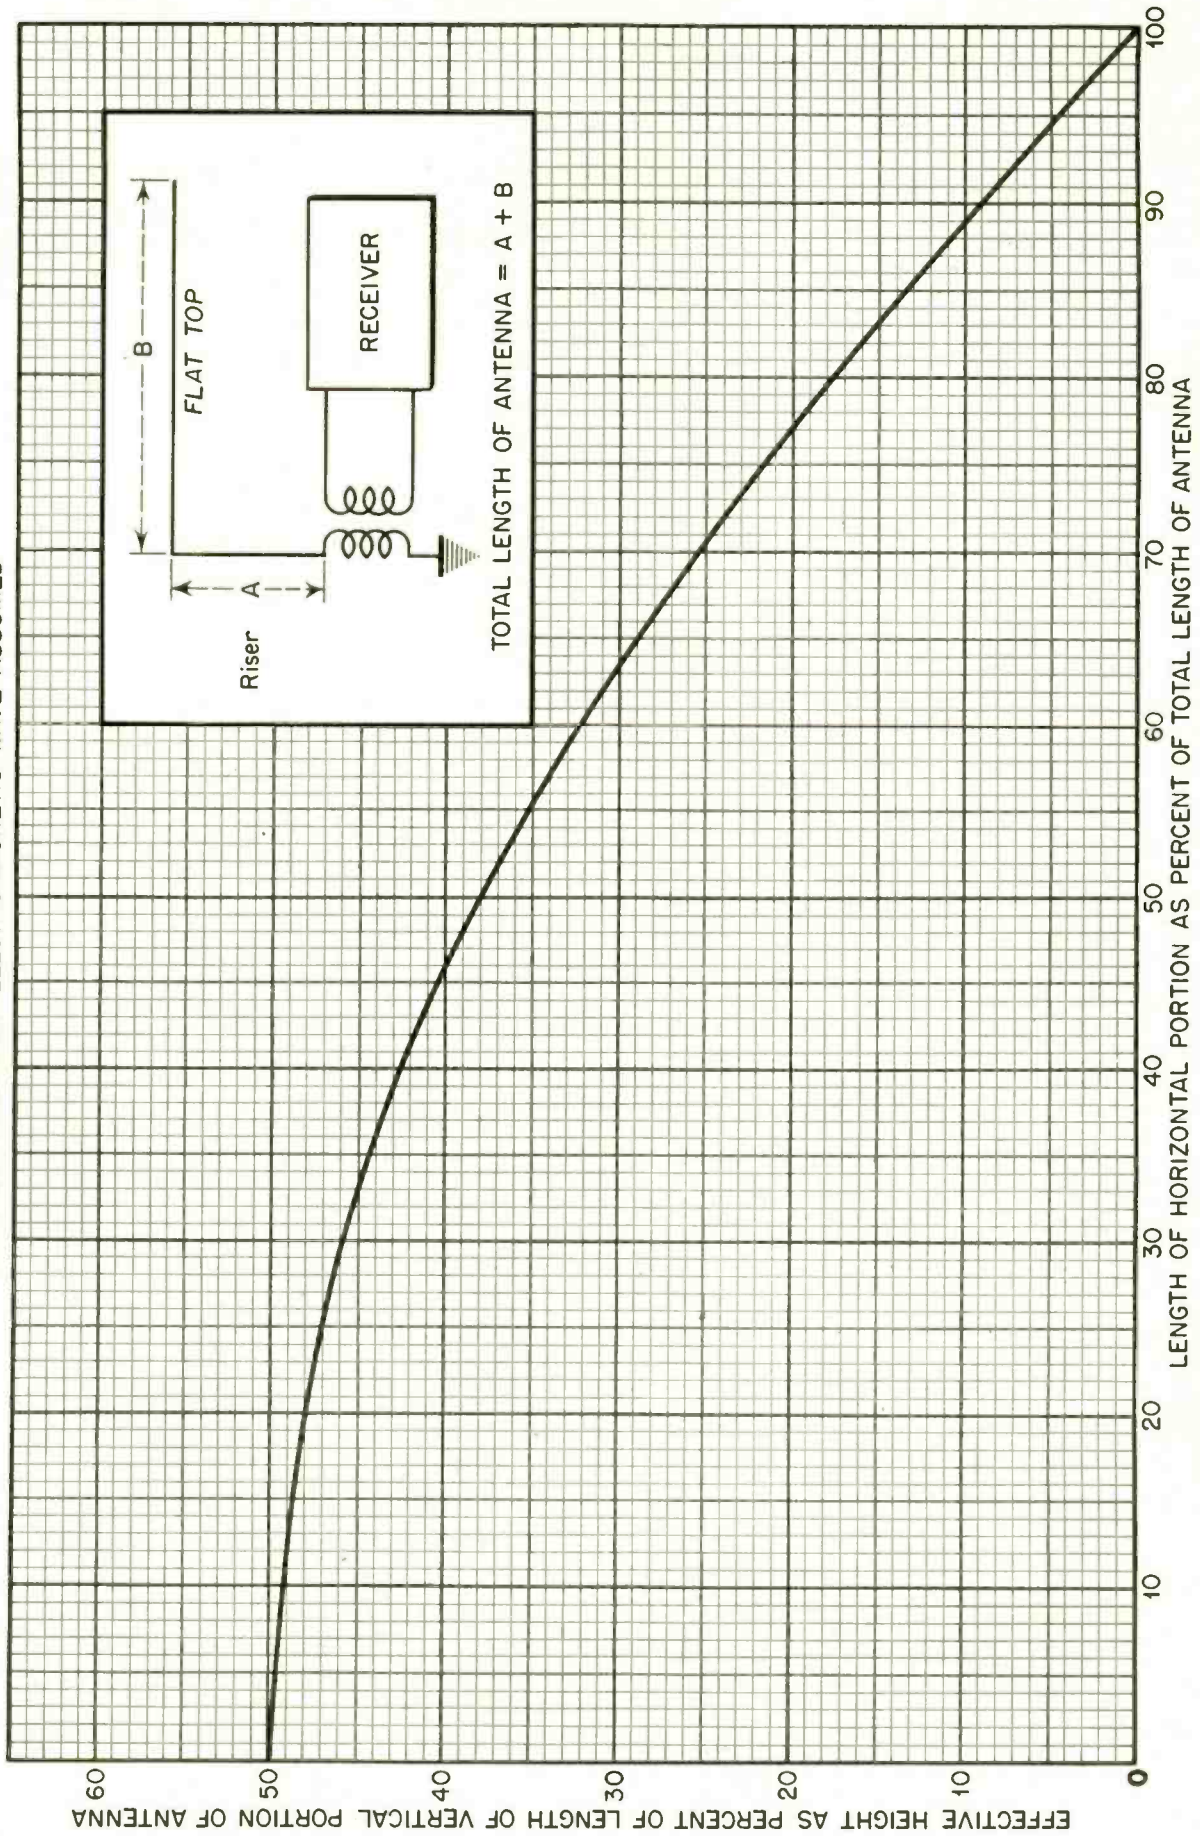 B
FLAT TOP
A
Riser
RECEIVER
TOTAL LENGTH OF ANTENNA = A + B
EFFECTIVE HEIGHT AS PERCENT OF LENGTH OF VERTICAL PORTION OF ANTENNA
60
50
40
30
20
10
0
10
20
30
40
50
60
70
80
90
100
LENGTH OF HORIZONTAL PORTION AS PERCENT OF TOTAL LENGTH OF ANTENNA